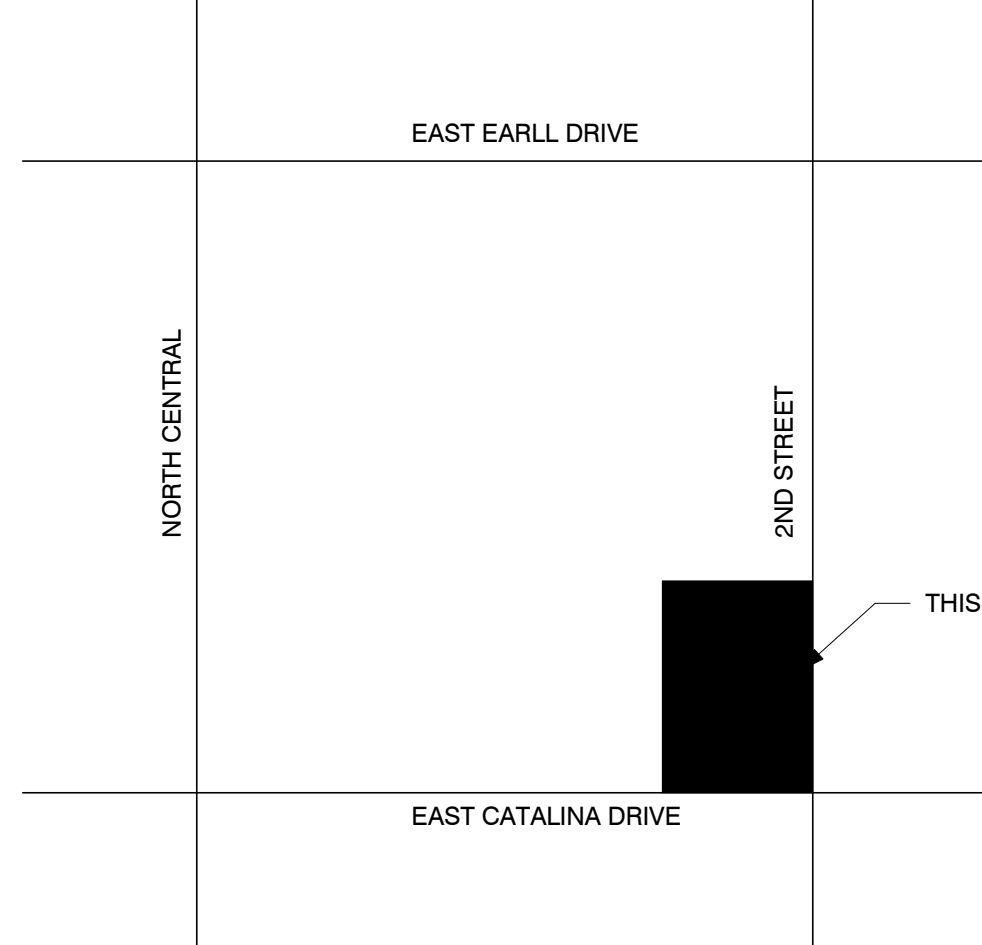 EAST EARLL DRIVE
NORTH CENTRAL
2ND STREET
THIS
EAST CATALINA DRIVE